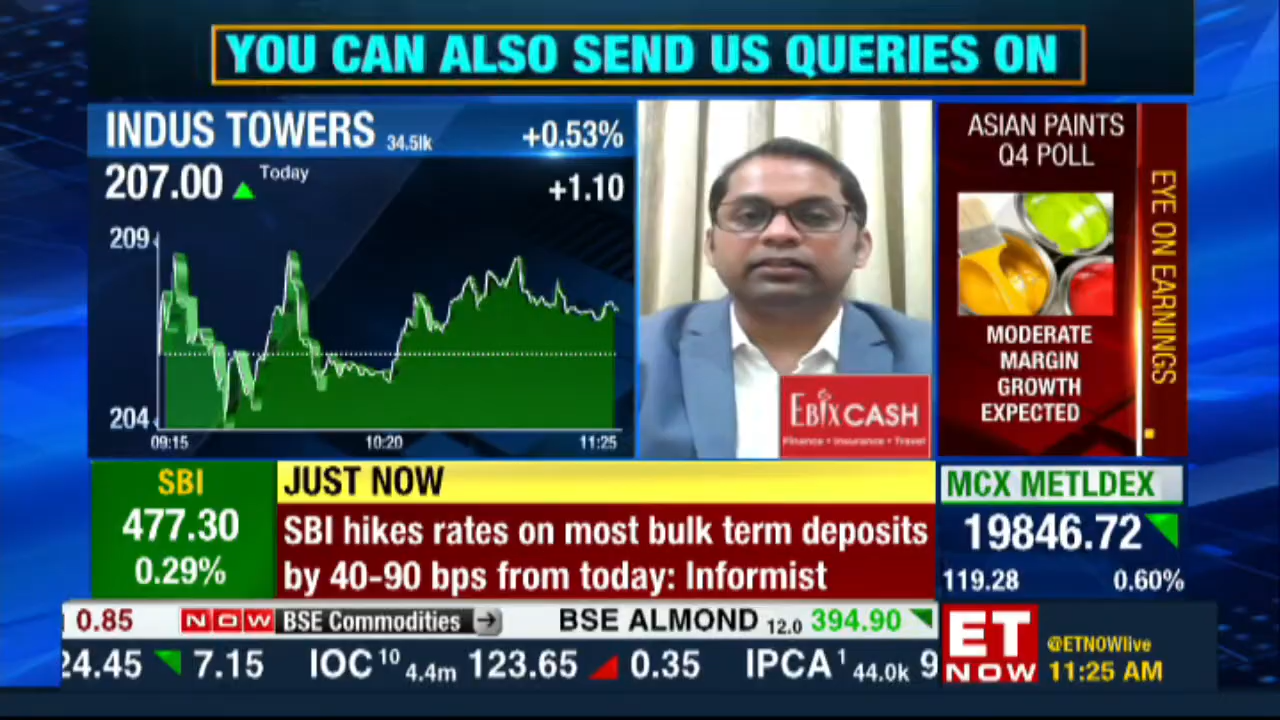 YOU CAN ALSO SEND US QUERIES ON
INDUS TOWERS 34.5lk +0.53%
207.00 Today +1.10
209
204
09:15 10:20 11:25
EBIXCASH
Finance • Insurance • Travel
ASIAN PAINTS
Q4 POLL
MODERATE
MARGIN
GROWTH
EXPECTED
EYE ON EARNINGS
SBI
477.30
0.29%
JUST NOW
SBI hikes rates on most bulk term deposits
by 40-90 bps from today: Informist
MCX METLDEX
19846.72
119.28 0.60%
0.85 NOW BSE Commodities BSE ALMOND 12.0 394.90
24.45 7.15 IOC 10 4.4m 123.65 0.35 IPCA 1 44.0k 9
ET
NOW
@ETNOWlive
11:25 AM